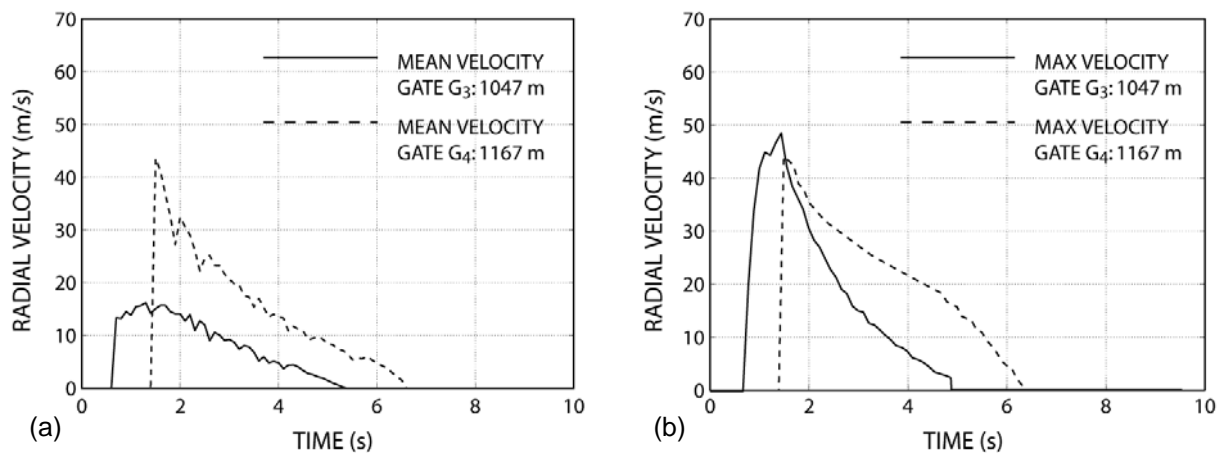 70
60
50
40
30
20
10
0
RADIAL VELOCITY (m/s)
MEAN VELOCITY
GATE G₃: 1047 m
MEAN VELOCITY
GATE G₄: 1167 m
0 2 4 6 8 10
TIME (s)
(a)
70
60
50
40
30
20
10
0
RADIAL VELOCITY (m/s)
MAX VELOCITY
GATE G₃: 1047 m
MAX VELOCITY
GATE G₄: 1167 m
0 2 4 6 8 10
TIME (s)
(b)